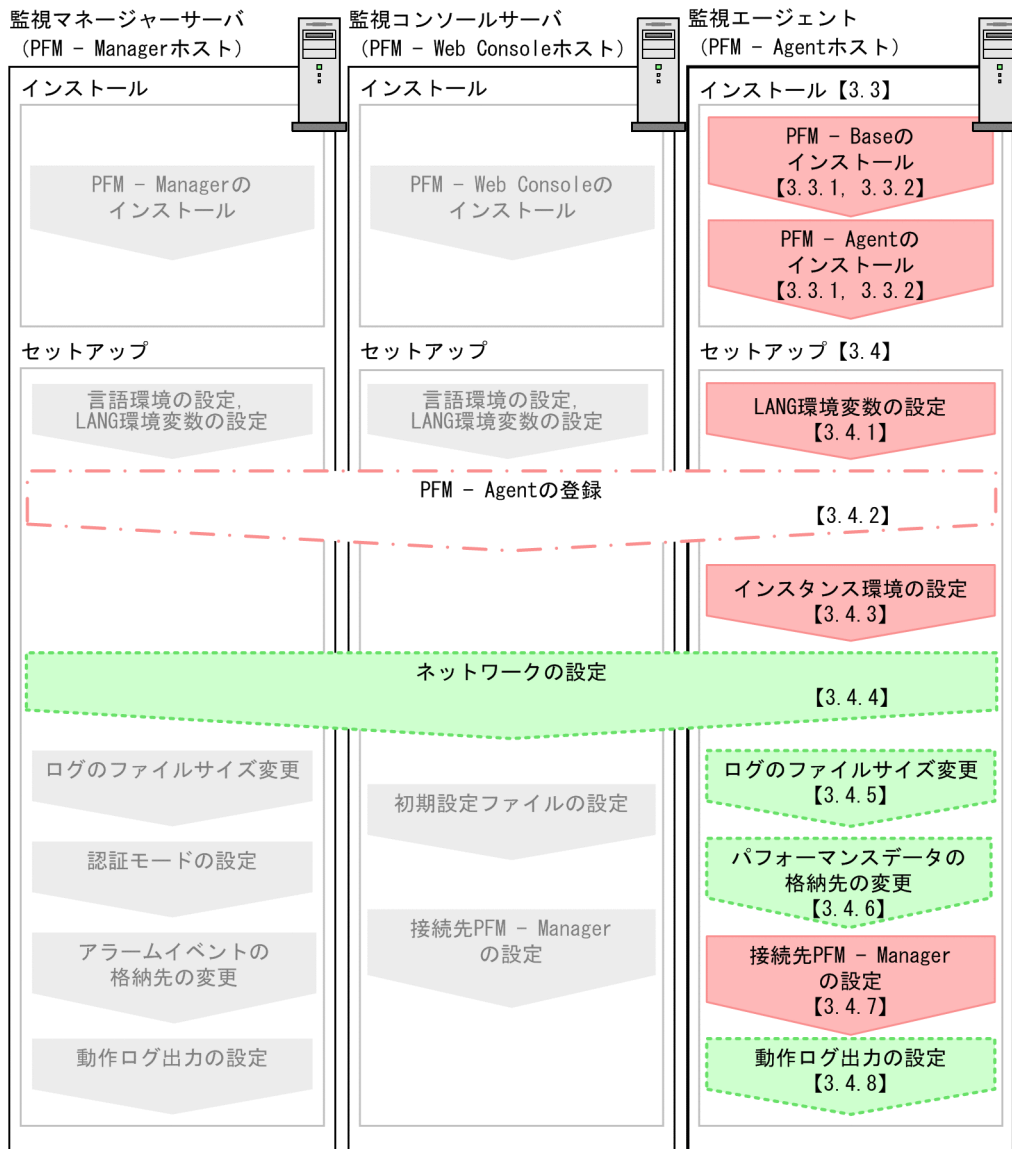 監視マネージャーサーバ
（PFM － Managerホスト）
インストール
PFM － Managerの
インストール
セットアップ
言語環境の設定，
LANG環境変数の設定
監視コンソールサーバ
（PFM － Web Consoleホスト）
インストール
PFM － Web Consoleの
インストール
セットアップ
言語環境の設定，
LANG環境変数の設定
監視エージェント
（PFM － Agentホスト）
インストール【3.3】
PFM － Baseの
インストール
【3.3.1, 3.3.2】
PFM － Agentの
インストール
【3.3.1, 3.3.2】
セットアップ【3.4】
LANG環境変数の設定
【3.4.1】
PFM － Agentの登録
【3.4.2】
インスタンス環境の設定
【3.4.3】
ネットワークの設定
【3.4.4】
ログのファイルサイズ変更
認証モードの設定
アラームイベントの
格納先の変更
動作ログ出力の設定
初期設定ファイルの設定
接続先PFM － Manager
の設定
ログのファイルサイズ変更
【3.4.5】
パフォーマンスデータの
格納先の変更
【3.4.6】
接続先PFM － Manager
の設定
【3.4.7】
動作ログ出力の設定
【3.4.8】